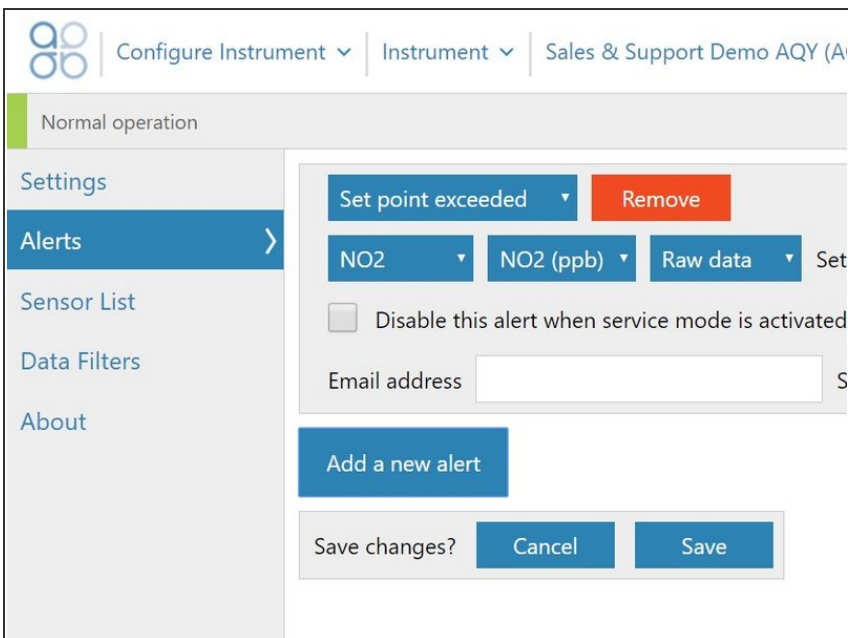 Configure Instrument Instrument Sales & Support Demo AQY (A
Normal operation
Settings
Alerts
Sensor List
Data Filters
About
Set point exceeded Remove
NO2 NO2 (ppb) Raw data Set
Disable this alert when service mode is activated
Email address S
Add a new alert
Save changes? Cancel Save